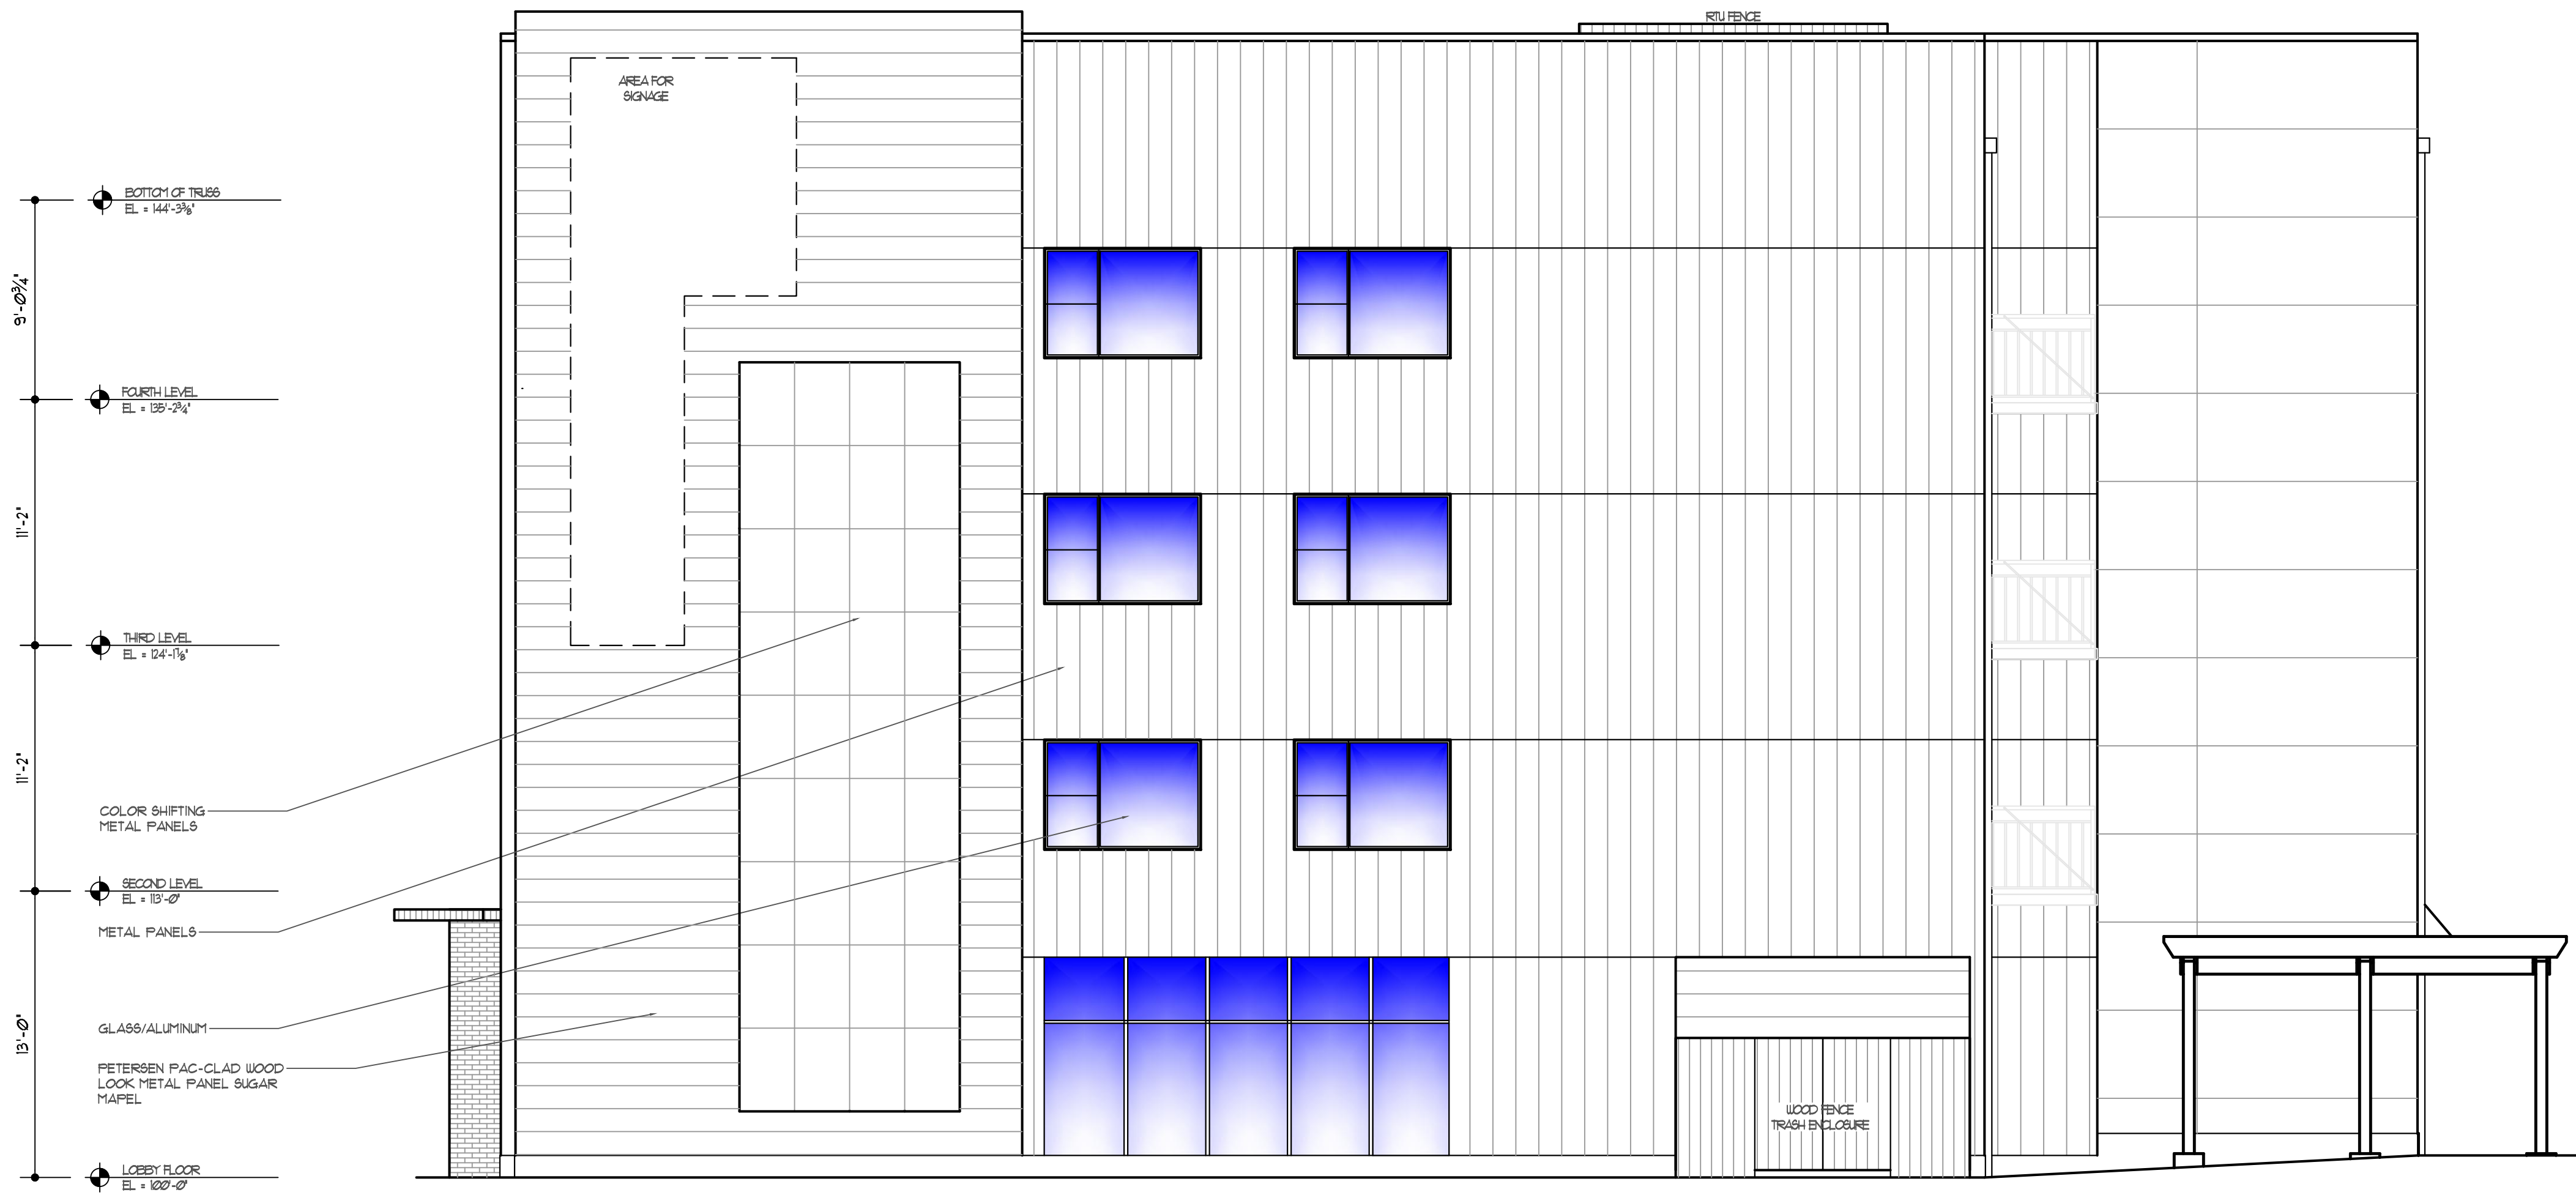 RTU FENCE
AREA FOR
SIGNAGE
BOTTOM OF TRUSS
EL = 144'-3⅜"
9'-0¾"
FOURTH LEVEL
EL = 135'-2¾"
11'-2"
THIRD LEVEL
EL = 124'-1⅞"
11'-2"
COLOR SHIFTING
METAL PANELS
SECOND LEVEL
EL = 113'-0"
METAL PANELS
13'-0"
GLASS/ALUMINUM
PETERSEN PAC-CLAD WOOD
LOOK METAL PANEL SUGAR
MAPEL
WOOD FENCE
TRASH ENCLOSURE
LOBBY FLOOR
EL = 100'-0"